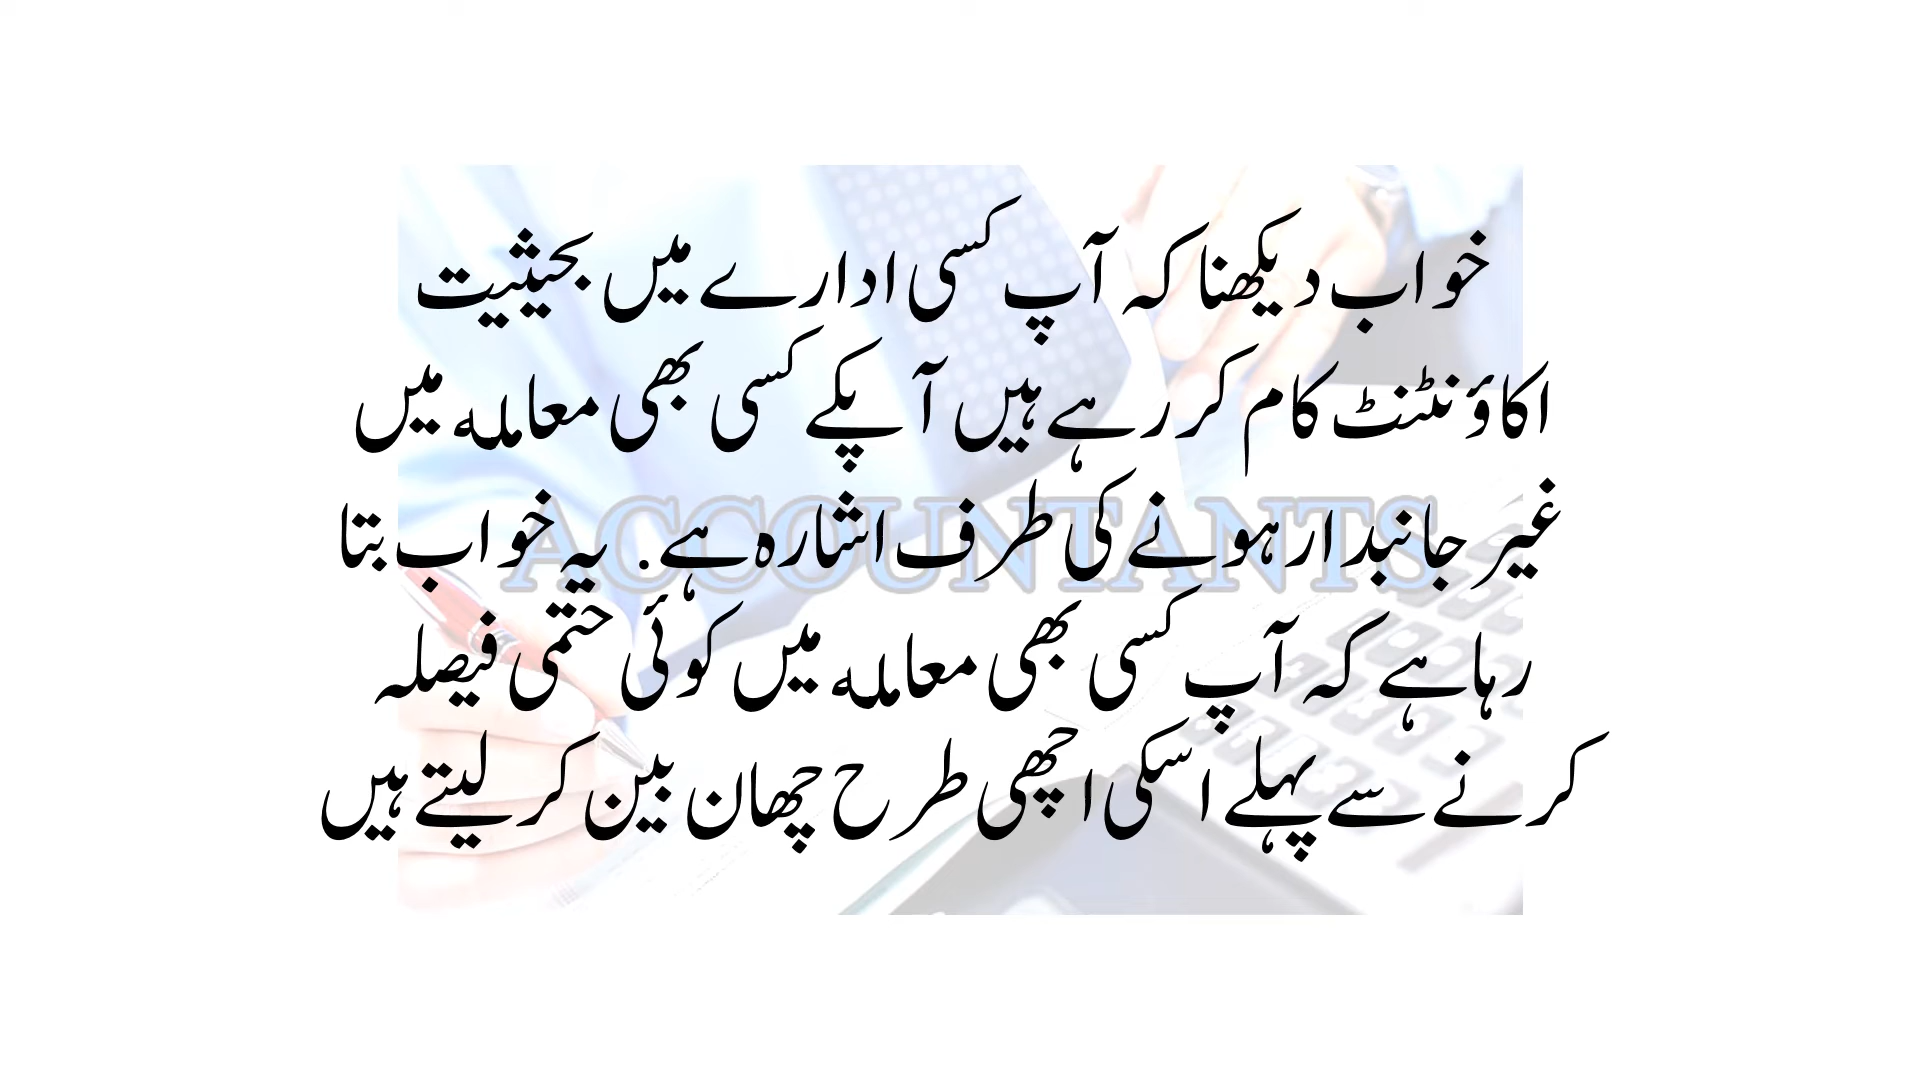 خواب دیکھنا کہ آپ کسی ادارے میں بحیثیت
اکاؤنٹنٹ کام کر رہے ہیں آپکے کسی بھی معاملہ میں
غیر جانبدار ہونے کی طرف اشارہ ہے. یہ خواب بتا
رہا ہے کہ آپ کسی بھی معاملہ میں کوئی حتمی فیصلہ
کرنے سے پہلے اسکی اچھی طرح چھان بین کر لیتے ہیں
ACCOUNTANTS